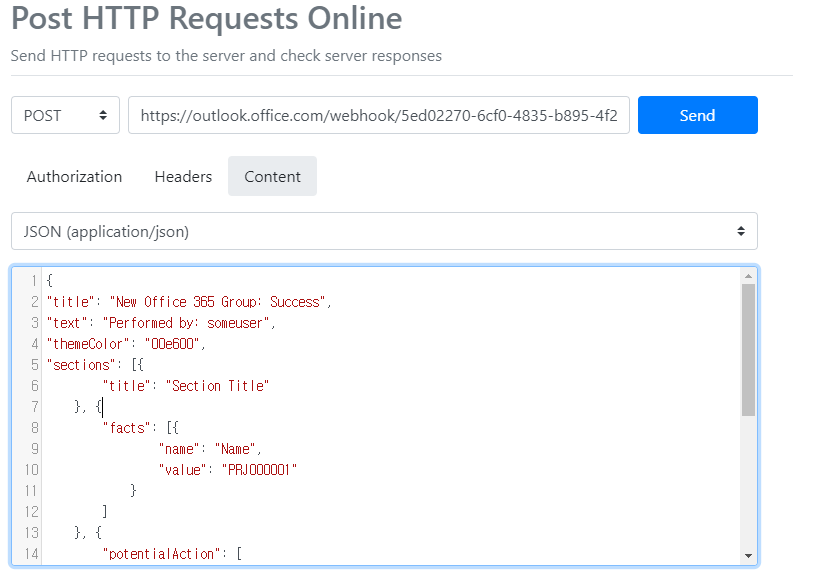 Post HTTP Requests Online
Send HTTP requests to the server and check server responses
POST https://outlook.office.com/webhook/5ed02270-6cf0-4835-b895-4f2 Send
Authorization Headers Content
JSON (application/json)
1 {
2 "title": "New Office 365 Group: Success",
3 "text": "Performed by: someuser",
4 "themeColor": "00e600",
5 "sections": [{
6 "title": "Section Title"
7 }, {
8 "facts": [{
9 "name": "Name",
10 "value": "PRJ000001"
11 }
12 ]
13 }, {
14 "potentialAction": [